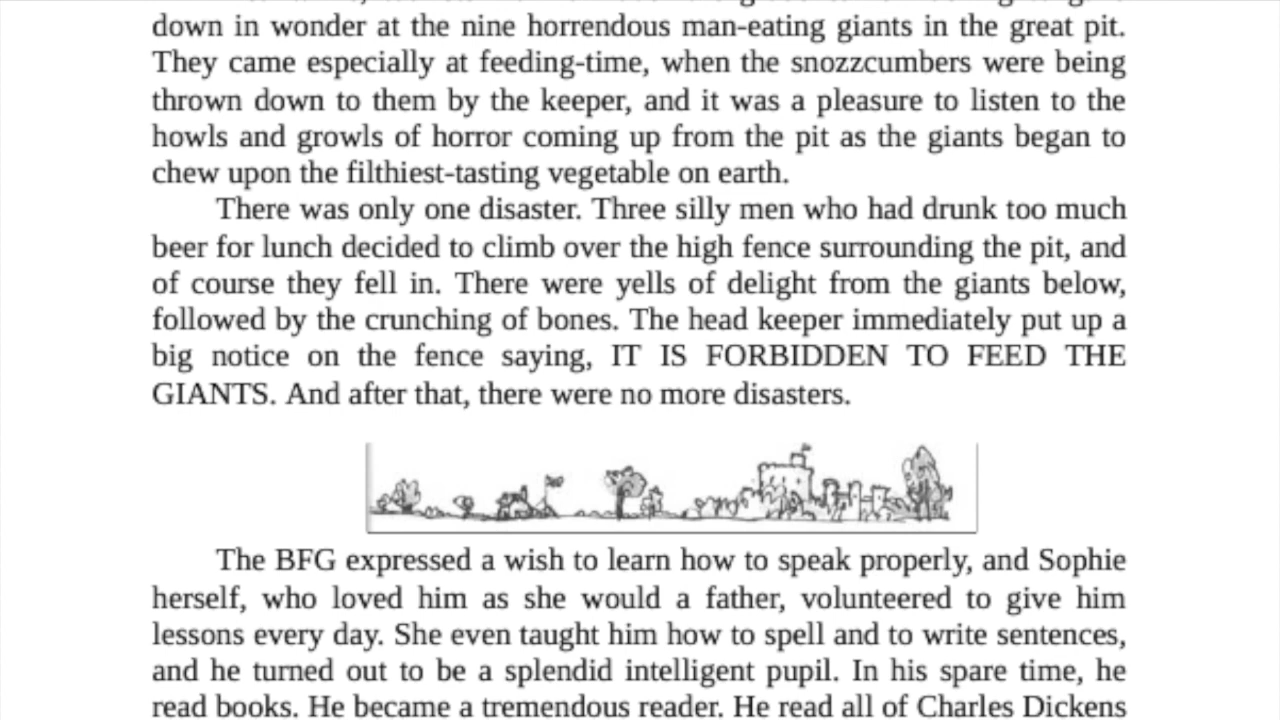 down in wonder at the nine horrendous man-eating giants in the great pit.
They came especially at feeding-time, when the snozzcumbers were being
thrown down to them by the keeper, and it was a pleasure to listen to the
howls and growls of horror coming up from the pit as the giants began to
chew upon the filthiest-tasting vegetable on earth.
There was only one disaster. Three silly men who had drunk too much
beer for lunch decided to climb over the high fence surrounding the pit, and
of course they fell in. There were yells of delight from the giants below,
followed by the crunching of bones. The head keeper immediately put up a
big notice on the fence saying, IT IS FORBIDDEN TO FEED THE
GIANTS. And after that, there were no more disasters.
The BFG expressed a wish to learn how to speak properly, and Sophie
herself, who loved him as she would a father, volunteered to give him
lessons every day. She even taught him how to spell and to write sentences,
and he turned out to be a splendid intelligent pupil. In his spare time, he
read books. He became a tremendous reader. He read all of Charles Dickens